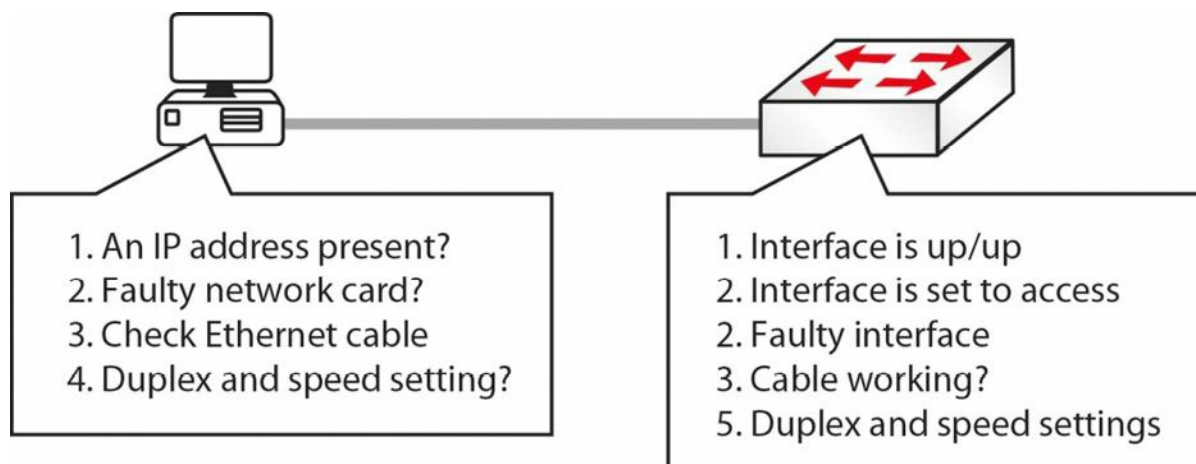 1. An IP address present?
2. Faulty network card?
3. Check Ethernet cable
4. Duplex and speed setting?
1. Interface is up/up
2. Interface is set to access
2. Faulty interface
3. Cable working?
5. Duplex and speed settings